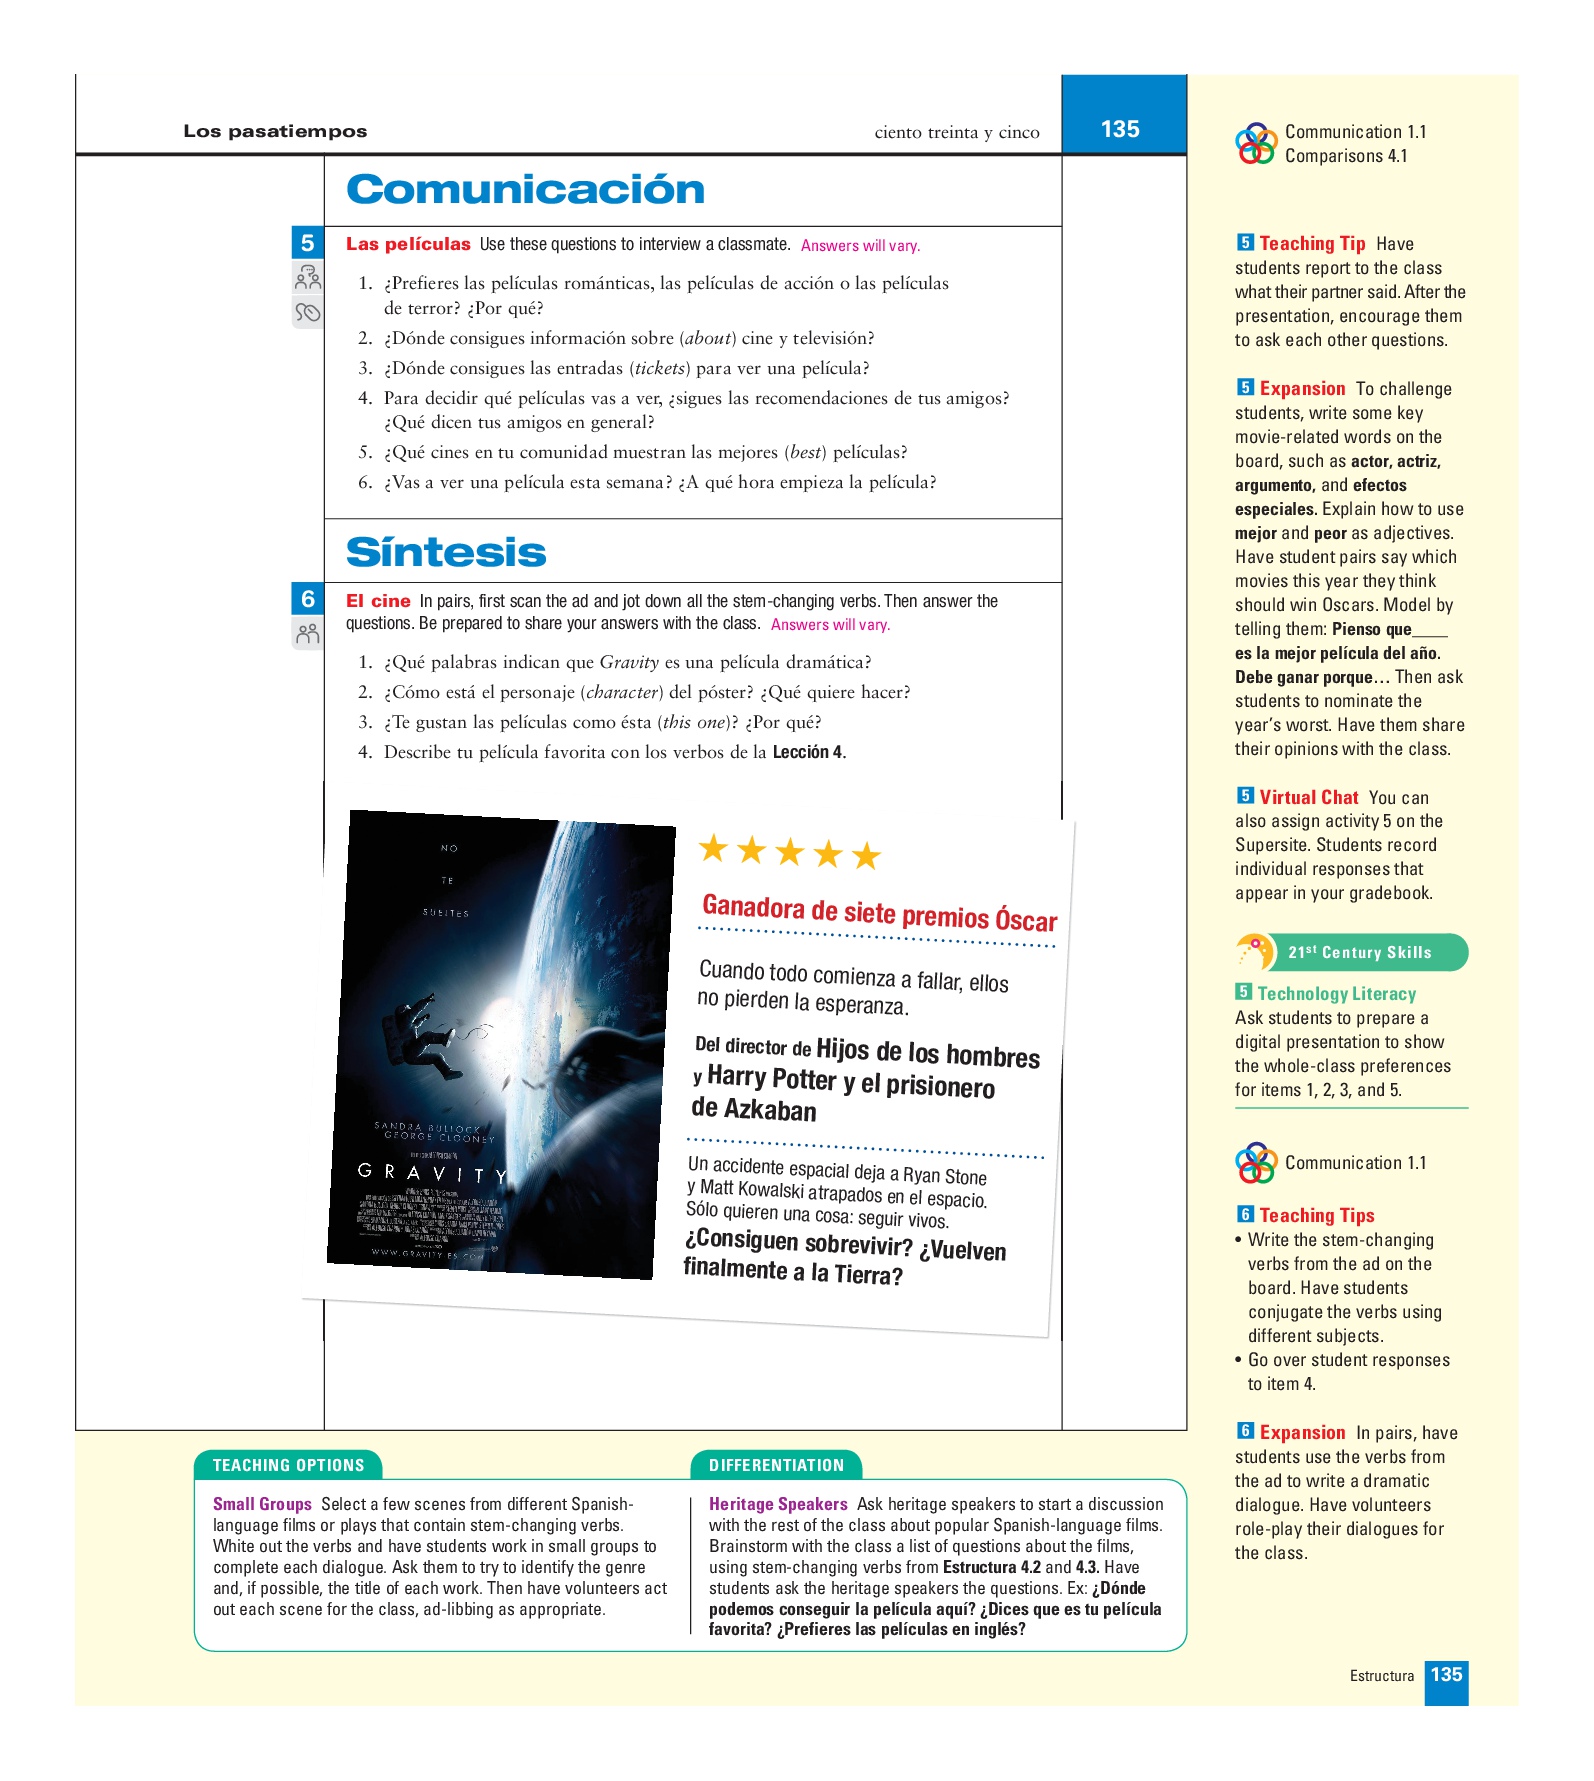 Los pasatiempos
ciento treinta y cinco
135
Comunicación
5
Las películas Use these questions to interview a classmate. Answers will vary.
1. ¿Prefieres las películas románticas, las películas de acción o las películas
de terror? ¿Por qué?
2. ¿Dónde consigues información sobre (about) cine y televisión?
3. ¿Dónde consigues las entradas (tickets) para ver una película?
4. Para decidir qué películas vas a ver, ¿sigues las recomendaciones de tus amigos?
¿Qué dicen tus amigos en general?
5. ¿Qué cines en tu comunidad muestran las mejores (best) películas?
6. ¿Vas a ver una película esta semana? ¿A qué hora empieza la película?
Síntesis
6
El cine In pairs, first scan the ad and jot down all the stem-changing verbs. Then answer the
questions. Be prepared to share your answers with the class. Answers will vary.
1. ¿Qué palabras indican que Gravity es una película dramática?
2. ¿Cómo está el personaje (character) del póster? ¿Qué quiere hacer?
3. ¿Te gustan las películas como ésta (this one)? ¿Por qué?
4. Describe tu película favorita con los verbos de la Lección 4.
NO
TE
SUELTES
SANDRA BULLOCK
GEORGE CLOONEY
GRAVITY
WWW.GRAVITY-ES.COM
Ganadora de siete premios Óscar
Cuando todo comienza a fallar, ellos
no pierden la esperanza.
Del director de Hijos de los hombres
y Harry Potter y el prisionero
de Azkaban
Un accidente espacial deja a Ryan Stone
y Matt Kowalski atrapados en el espacio.
Sólo quieren una cosa: seguir vivos.
¿Consiguen sobrevivir? ¿Vuelven
finalmente a la Tierra?
TEACHING OPTIONS
Small Groups Select a few scenes from different Spanish-
language films or plays that contain stem-changing verbs.
White out the verbs and have students work in small groups to
complete each dialogue. Ask them to try to identify the genre
and, if possible, the title of each work. Then have volunteers act
out each scene for the class, ad-libbing as appropriate.
DIFFERENTIATION
Heritage Speakers Ask heritage speakers to start a discussion
with the rest of the class about popular Spanish-language films.
Brainstorm with the class a list of questions about the films,
using stem-changing verbs from Estructura 4.2 and 4.3. Have
students ask the heritage speakers the questions. Ex: ¿Dónde
podemos conseguir la película aquí? ¿Dices que es tu película
favorita? ¿Prefieres las películas en inglés?
Communication 1.1
Comparisons 4.1
5 Teaching Tip Have
students report to the class
what their partner said. After the
presentation, encourage them
to ask each other questions.
5 Expansion To challenge
students, write some key
movie-related words on the
board, such as actor, actriz,
argumento, and efectos
especiales. Explain how to use
mejor and peor as adjectives.
Have student pairs say which
movies this year they think
should win Oscars. Model by
telling them: Pienso que____
es la mejor película del año.
Debe ganar porque... Then ask
students to nominate the
year's worst. Have them share
their opinions with the class.
5 Virtual Chat You can
also assign activity 5 on the
Supersite. Students record
individual responses that
appear in your gradebook.
21st Century Skills
5 Technology Literacy
Ask students to prepare a
digital presentation to show
the whole-class preferences
for items 1, 2, 3, and 5.
Communication 1.1
6 Teaching Tips
• Write the stem-changing
verbs from the ad on the
board. Have students
conjugate the verbs using
different subjects.
• Go over student responses
to item 4.
6 Expansion In pairs, have
students use the verbs from
the ad to write a dramatic
dialogue. Have volunteers
role-play their dialogues for
the class.
Estructura 135